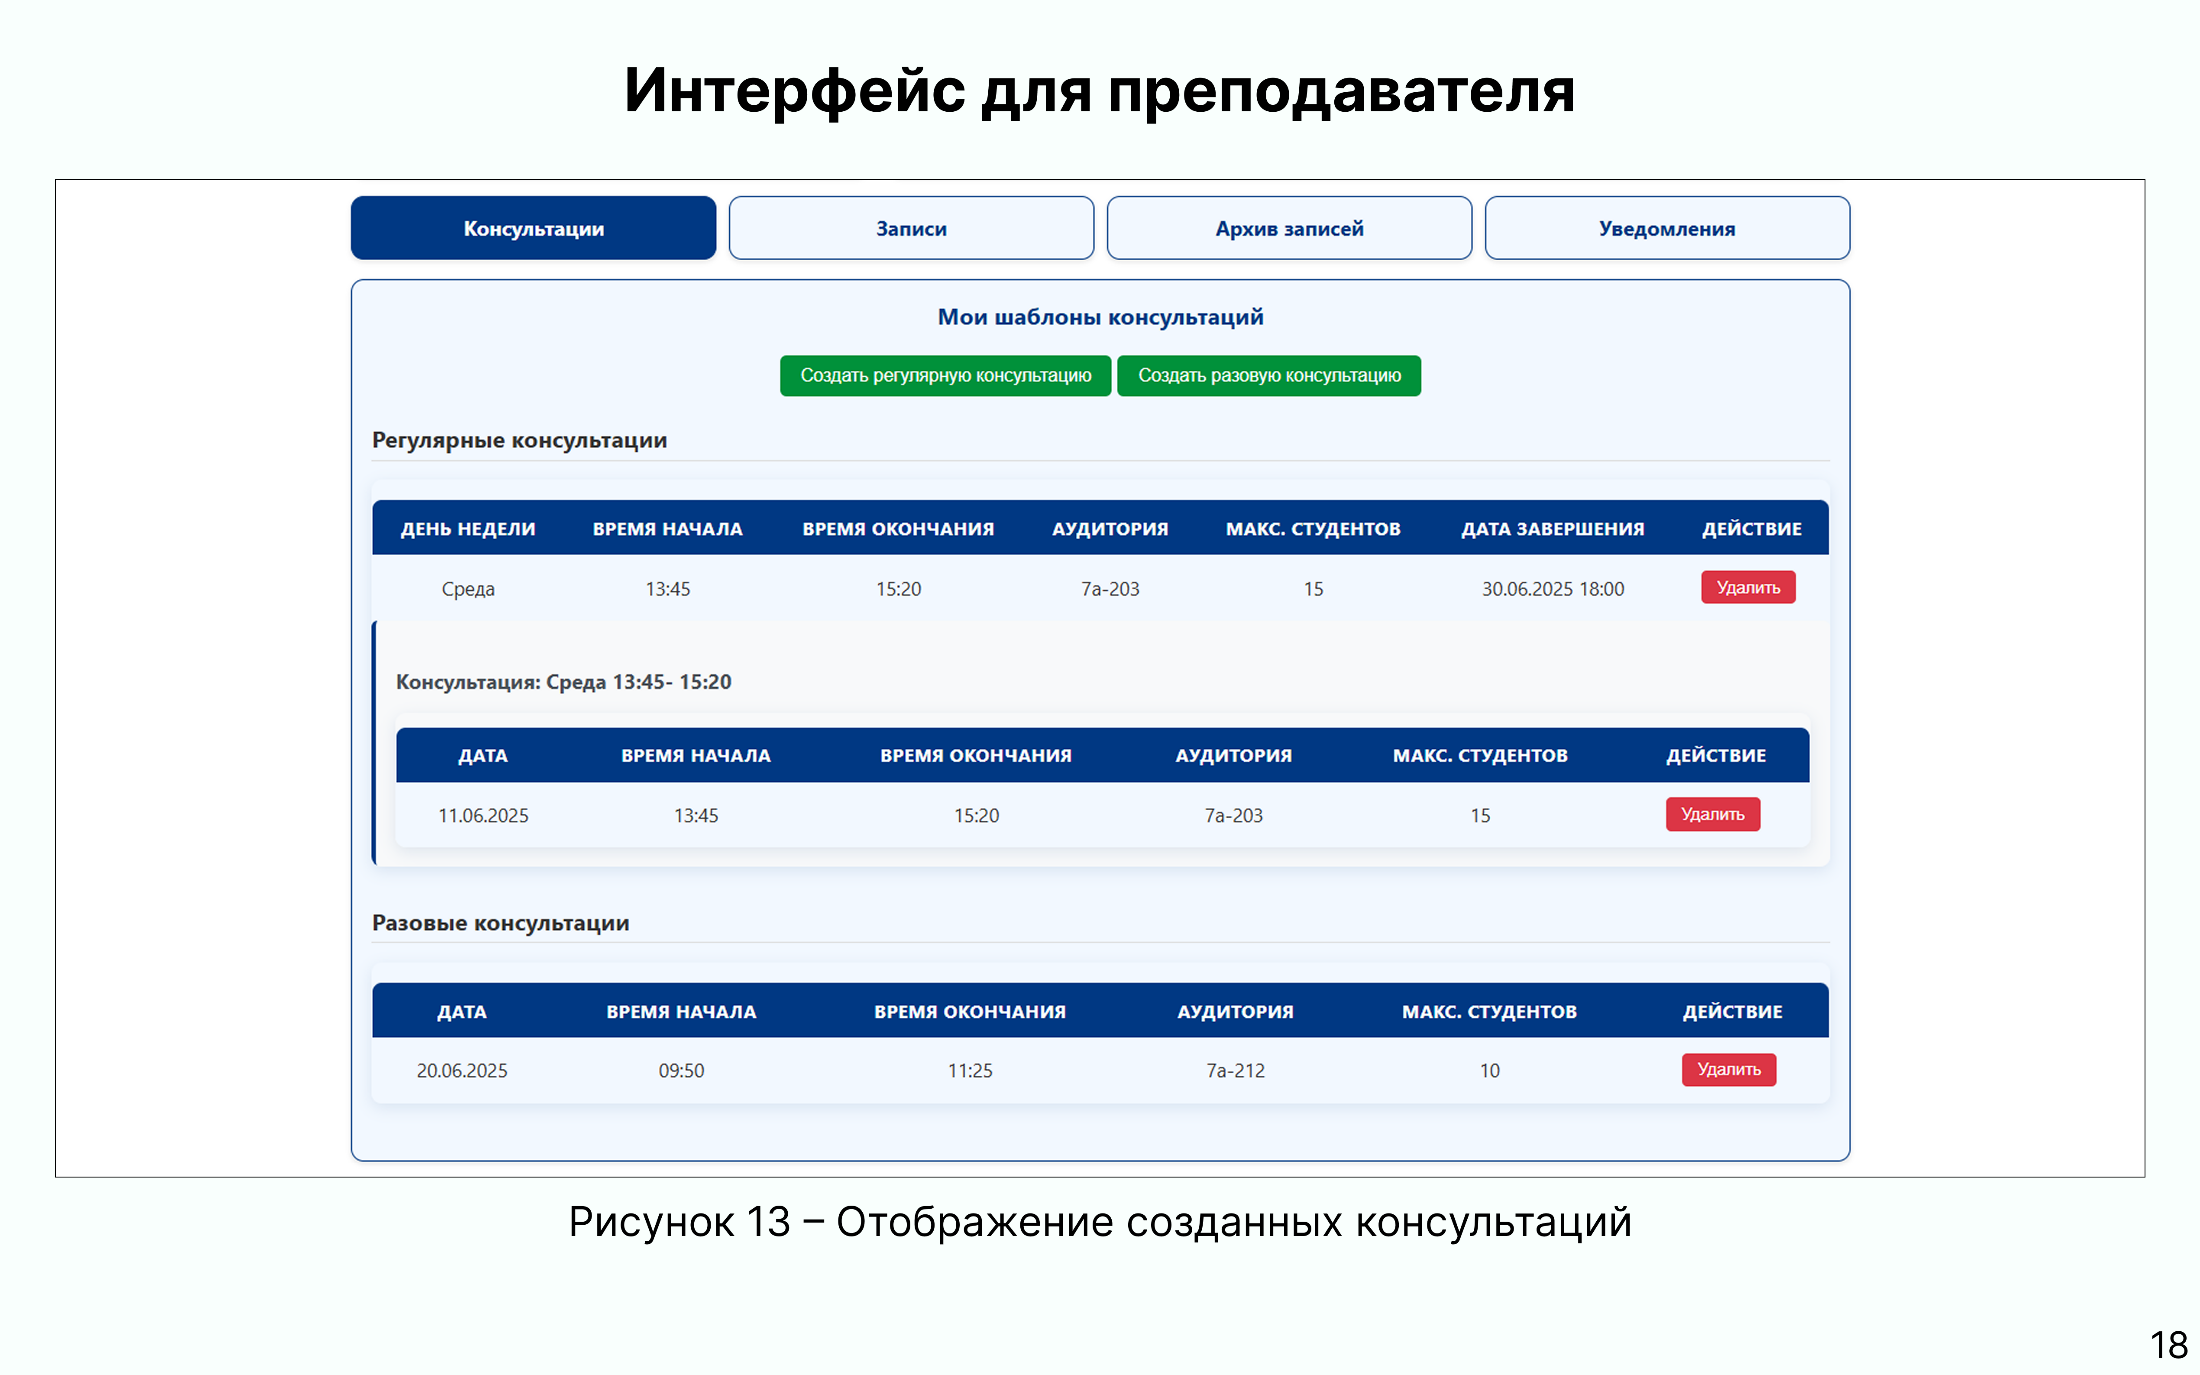 Интерфейс для преподавателя
Консультации Записи Архив записей Уведомления
Мои шаблоны консультаций
Создать регулярную консультацию Создать разовую консультацию
Регулярные консультации
ДЕНЬ НЕДЕЛИ ВРЕМЯ НАЧАЛА ВРЕМЯ ОКОНЧАНИЯ АУДИТОРИЯ МАКС. СТУДЕНТОВ ДАТА ЗАВЕРШЕНИЯ ДЕЙСТВИЕ
Среда 13:45 15:20 7а-203 15 30.06.2025 18:00 Удалить
Консультация: Среда 13:45- 15:20
ДАТА ВРЕМЯ НАЧАЛА ВРЕМЯ ОКОНЧАНИЯ АУДИТОРИЯ МАКС. СТУДЕНТОВ ДЕЙСТВИЕ
11.06.2025 13:45 15:20 7а-203 15 Удалить
Разовые консультации
ДАТА ВРЕМЯ НАЧАЛА ВРЕМЯ ОКОНЧАНИЯ АУДИТОРИЯ МАКС. СТУДЕНТОВ ДЕЙСТВИЕ
20.06.2025 09:50 11:25 7а-212 10 Удалить
Рисунок 13 – Отображение созданных консультаций
18